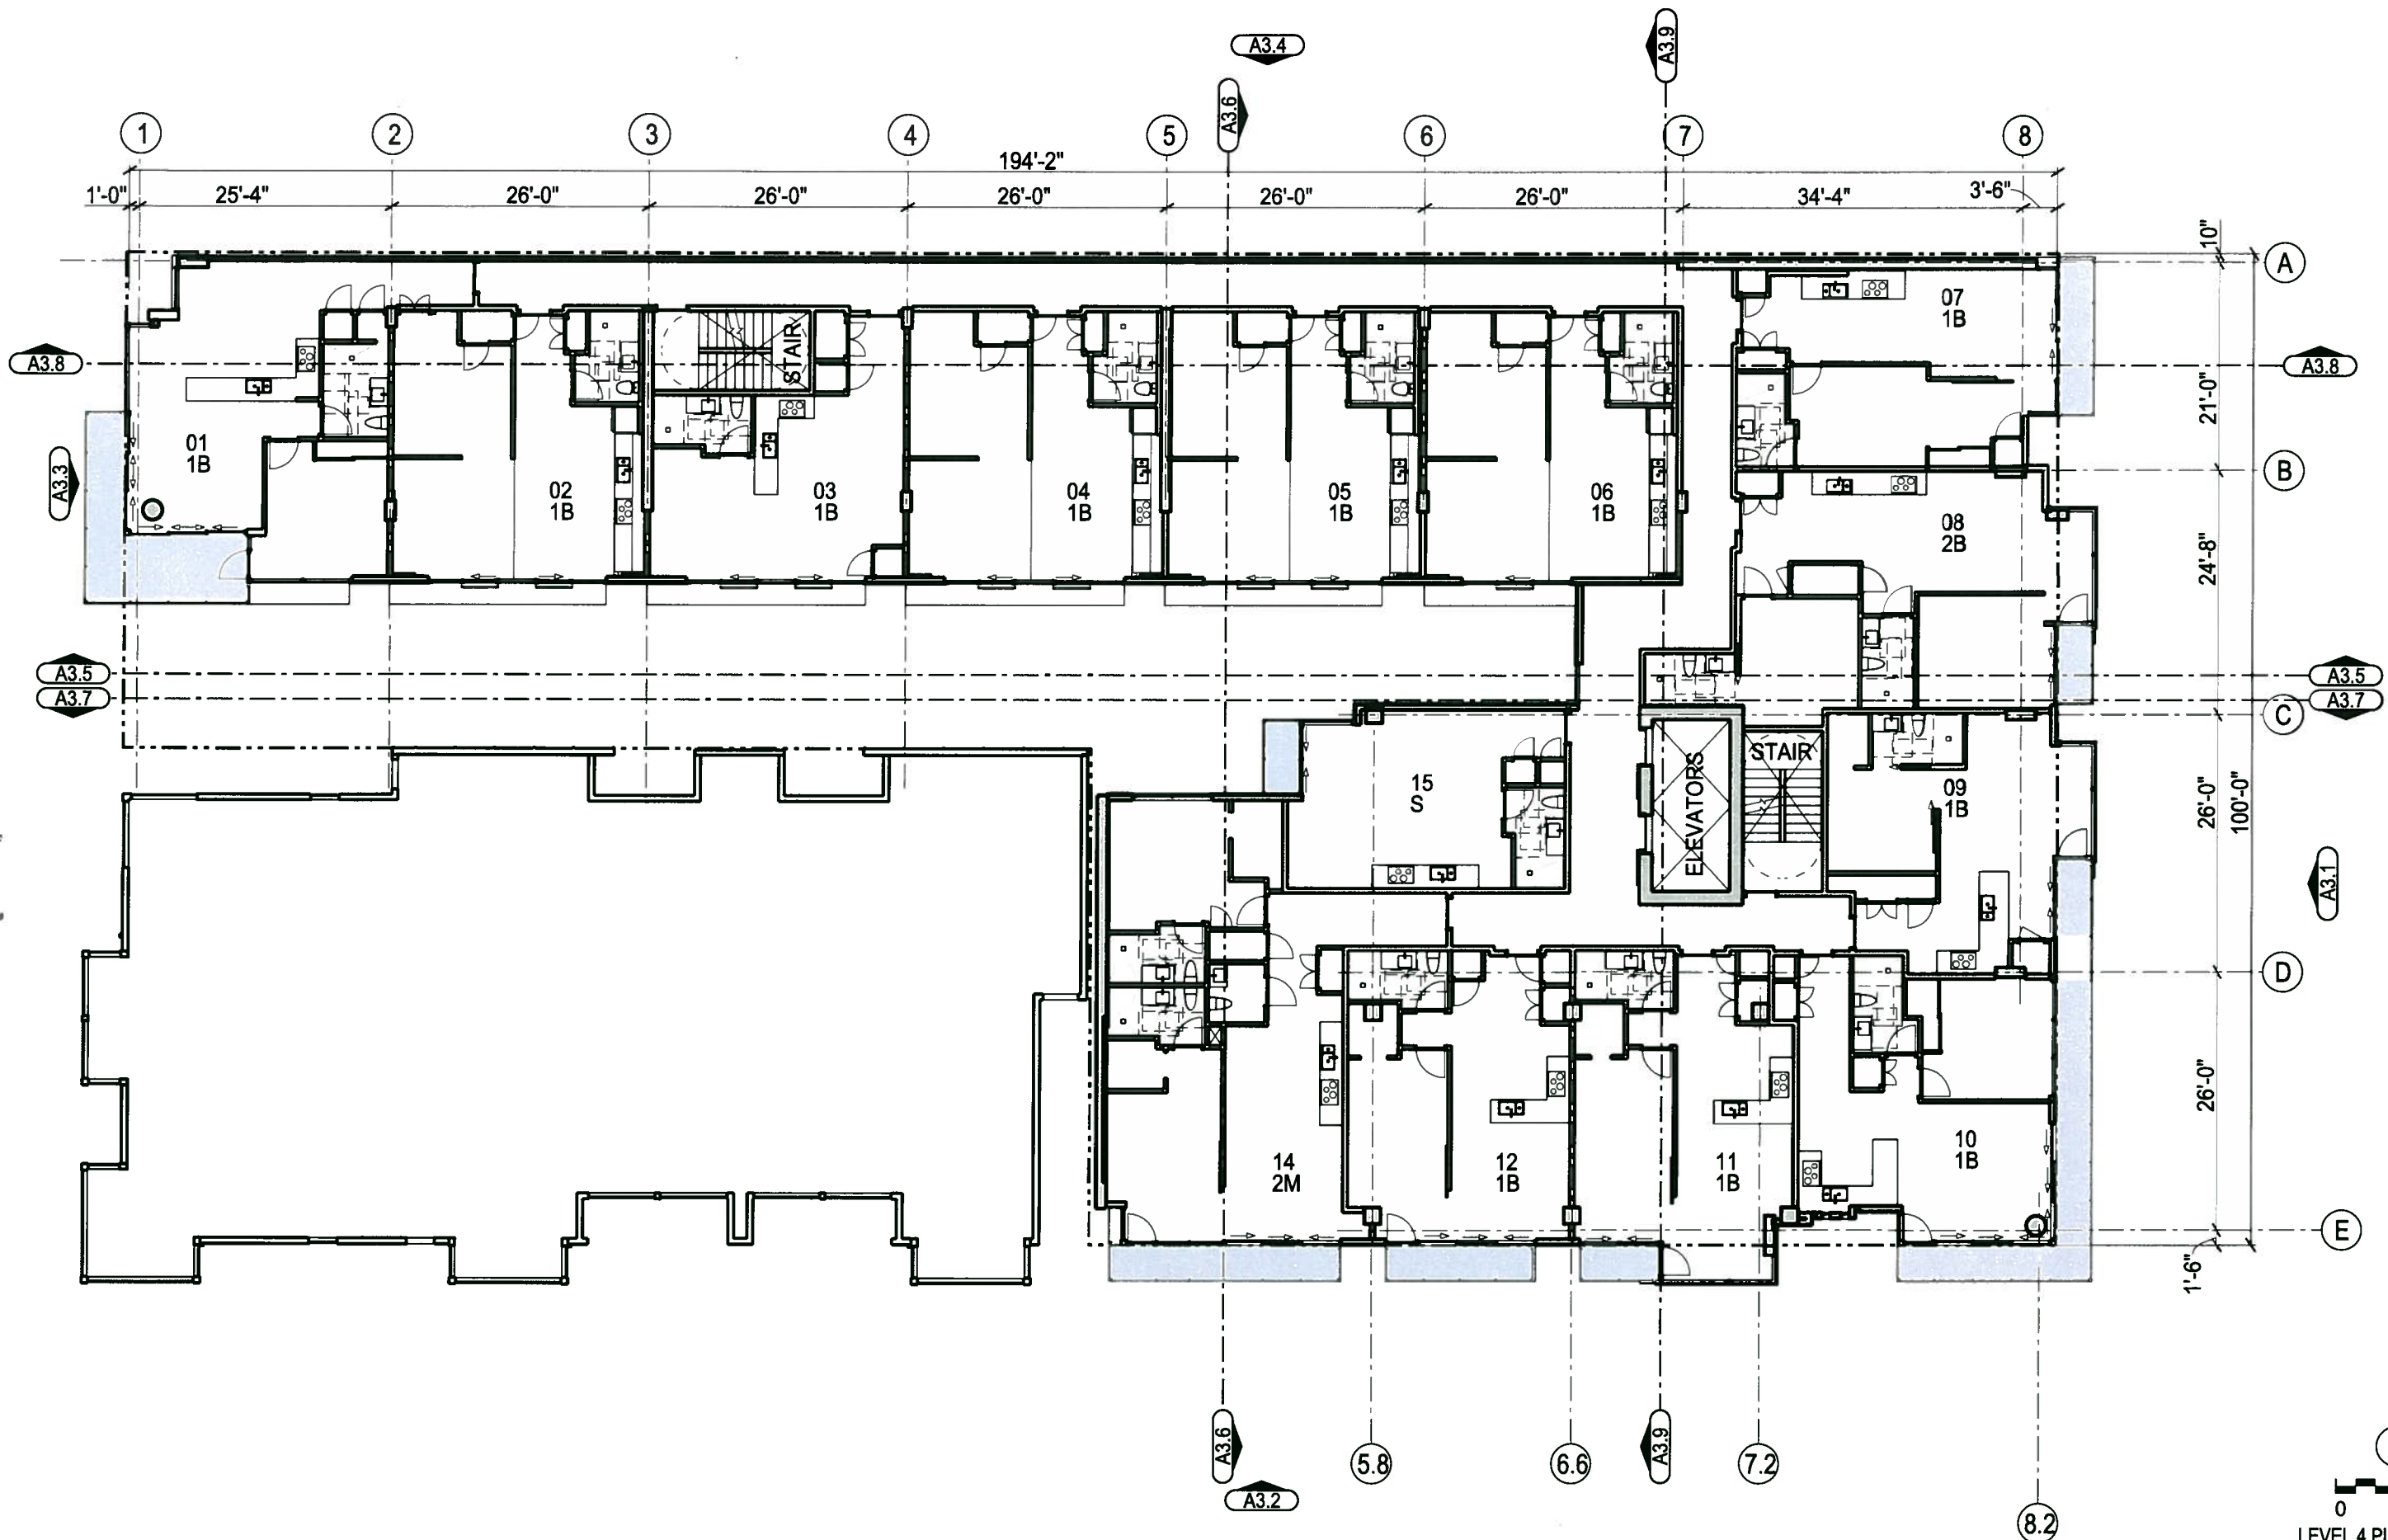 A3.4
A3.9
A3.6
1
2
3
4
5
6
7
8
194'-2"
1'-0"
25'-4"
26'-0"
26'-0"
26'-0"
26'-0"
26'-0"
34'-4"
3'-6"
10"
A
STAIR
07
1B
A3.8
A3.8
21'-0"
01
1B
A3.3
02
1B
03
1B
04
1B
05
1B
06
1B
B
08
2B
24'-8"
A3.5
A3.7
A3.5
A3.7
C
15
S
ELEVATORS
STAIR
09
1B
26'-0"
100'-0"
A3.1
D
26'-0"
14
2M
12
1B
11
1B
10
1B
E
1'-6"
A3.6
5.8
6.6
A3.9
7.2
A3.2
8.2
0